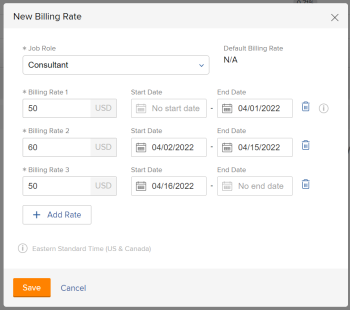 New Billing Rate
* Job Role
Default Billing Rate
Consultant
N/A
* Billing Rate 1 Start Date End Date
50 USD No start date - 04/01/2022
* Billing Rate 2 Start Date End Date
60 USD 04/02/2022 - 04/15/2022
* Billing Rate 3 Start Date End Date
50 USD 04/16/2022 - No end date
+ Add Rate
Eastern Standard Time (US & Canada)
Save Cancel